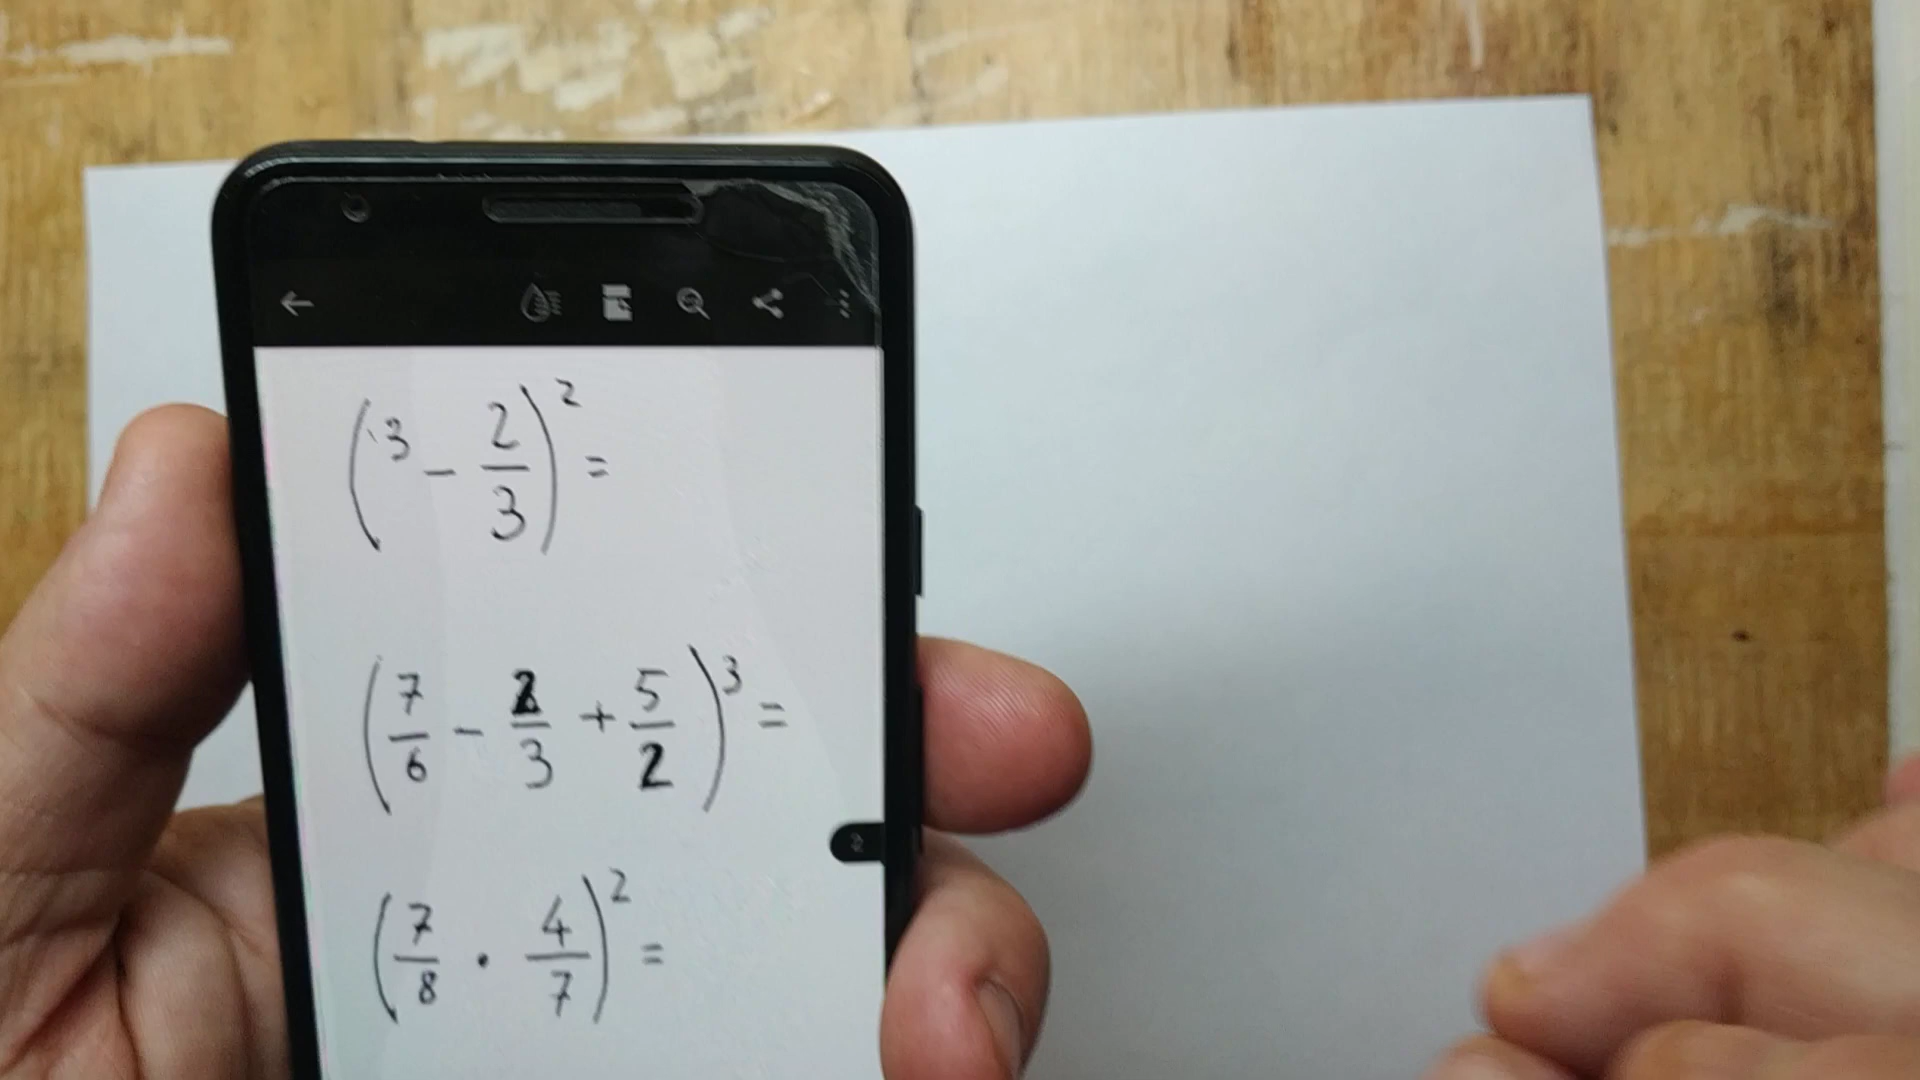 (3 - 2/3)² =
(7/6 - 2/3 + 5/2)³ =
(7/8 · 4/7)² =